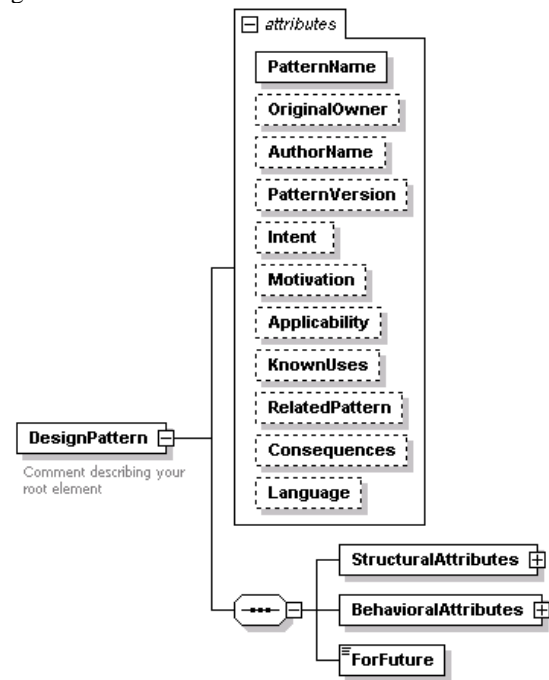 attributes
PatternName
OriginalOwner
AuthorName
PatternVersion
Intent
Motivation
Applicability
KnownUses
RelatedPattern
Consequences
Language
DesignPattern
Comment describing your
root element
StructuralAttributes
BehavioralAttributes
ForFuture